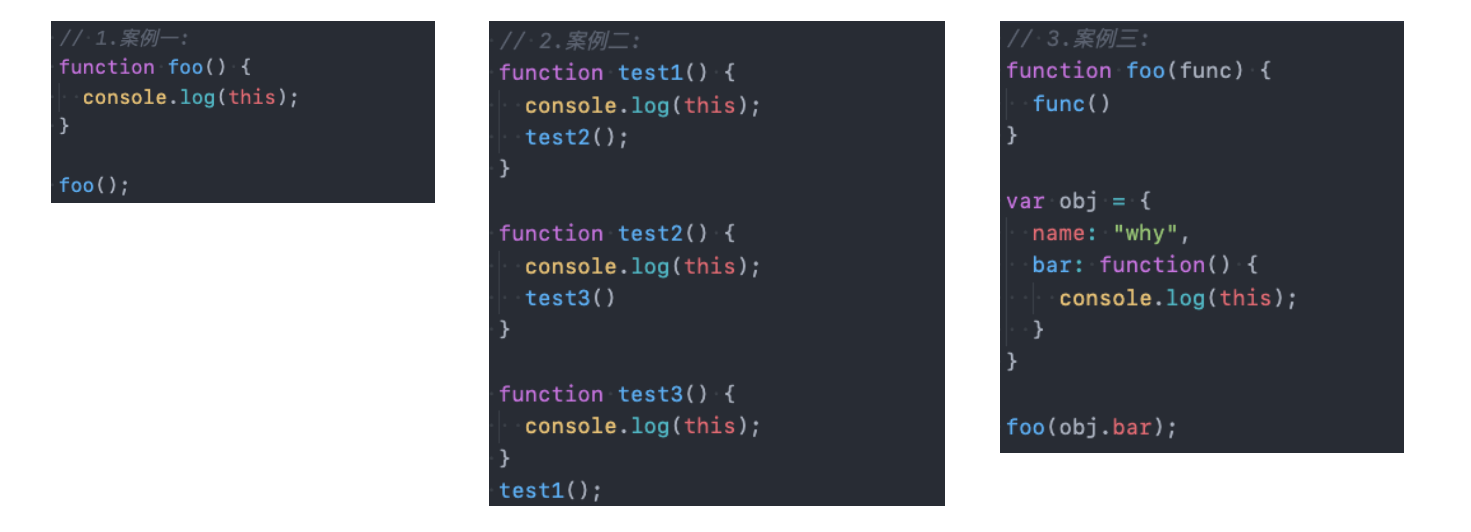 // 1.案例一:
function foo() {
  console.log(this);
}

foo();
// 2.案例二:
function test1() {
  console.log(this);
  test2();
}

function test2() {
  console.log(this);
  test3()
}

function test3() {
  console.log(this);
}
test1();
// 3.案例三:
function foo(func) {
  func()
}

var obj = {
  name: "why",
  bar: function() {
    console.log(this);
  }
}

foo(obj.bar);